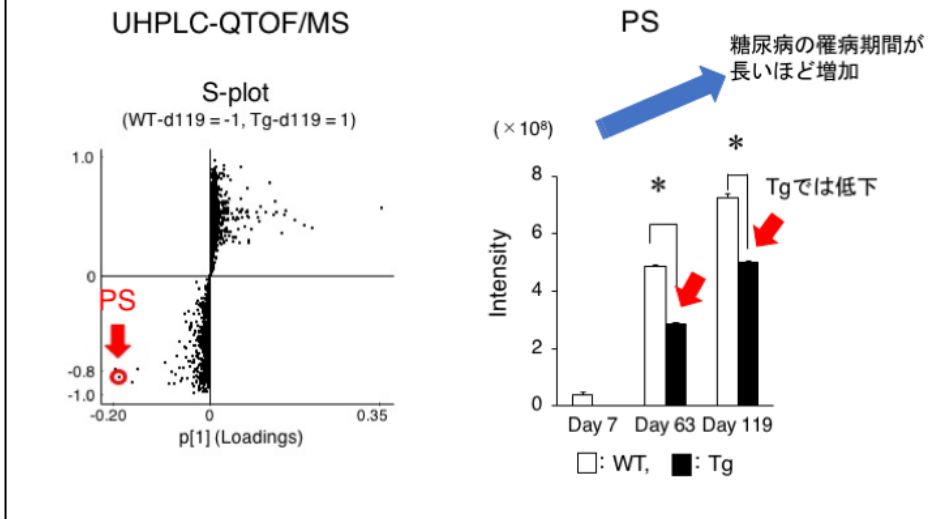 UHPLC-QTOF/MS
S-plot
(WT-d119 = -1, Tg-d119 = 1)
1.0
0
PS
-0.8
-1.0
-0.20
0
0.35
p[1] (Loadings)
PS
糖尿病の罹病期間が
長いほど増加
(×10⁸)
*
*
Tgでは低下
8
6
4
2
0
Intensity
Day 7 Day 63 Day 119
□: WT, ■: Tg